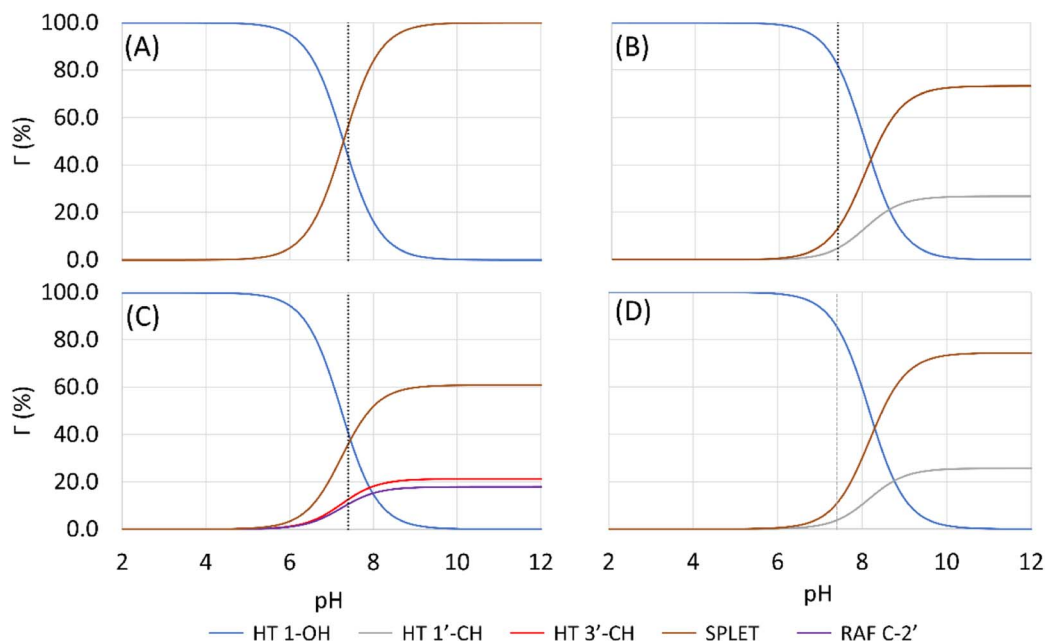 100.0
(A)
(B)
80.0
60.0
Γ (%)
40.0
20.0
0.0
100.0
(C)
(D)
80.0
60.0
Γ (%)
40.0
20.0
0.0
2 4 6 8 10 12 2 4 6 8 10 12
pH pH
HT 1-OH HT 1’-CH HT 3’-CH SPLET RAF C-2’